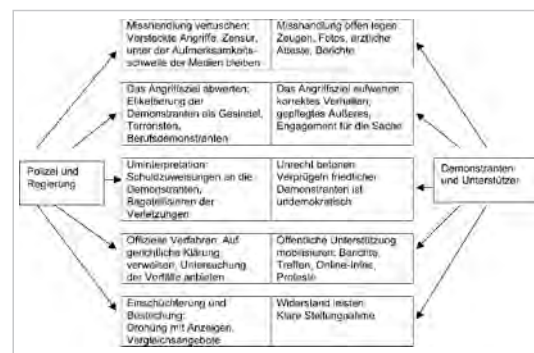 Misshandlung vertuschen:
Versteckte Angriffe, Zensur,
unter der Aufmerksamkeits-
schwelle der Medien bleiben
Misshandlung offen legen
Zeugen, Fotos, ärztliche
Atteste, Berichte
Das Angriffsziel abwerten:
Etikettierung der
Demonstranten als Gesindel,
Terroristen,
Berufsdemonstranten
Das Angriffsziel aufwerten
korrektes Verhalten,
gepflegtes Äußeres,
Engagement für die Sache
Polizei und
Regierung
Uminterpretation:
Schuldzuweisungen an die
Demonstranten,
Bagatellisieren der
Verletzungen
Unrecht betonen
Verprügeln friedlicher
Demonstranten ist
undemokratisch
Demonstranten
und Unterstützer
Offizielle Verfahren: Auf
gerichtliche Klärung
verweisen, Untersuchung
der Vorfälle anbieten
Öffentliche Unterstützung
mobilisieren: Berichte,
Treffen, Online-Infos,
Proteste
Einschüchterung und
Bestechung:
Drohung mit Anzeigen,
Vergleichsangebote
Widerstand leisten
Klare Stellungnahme